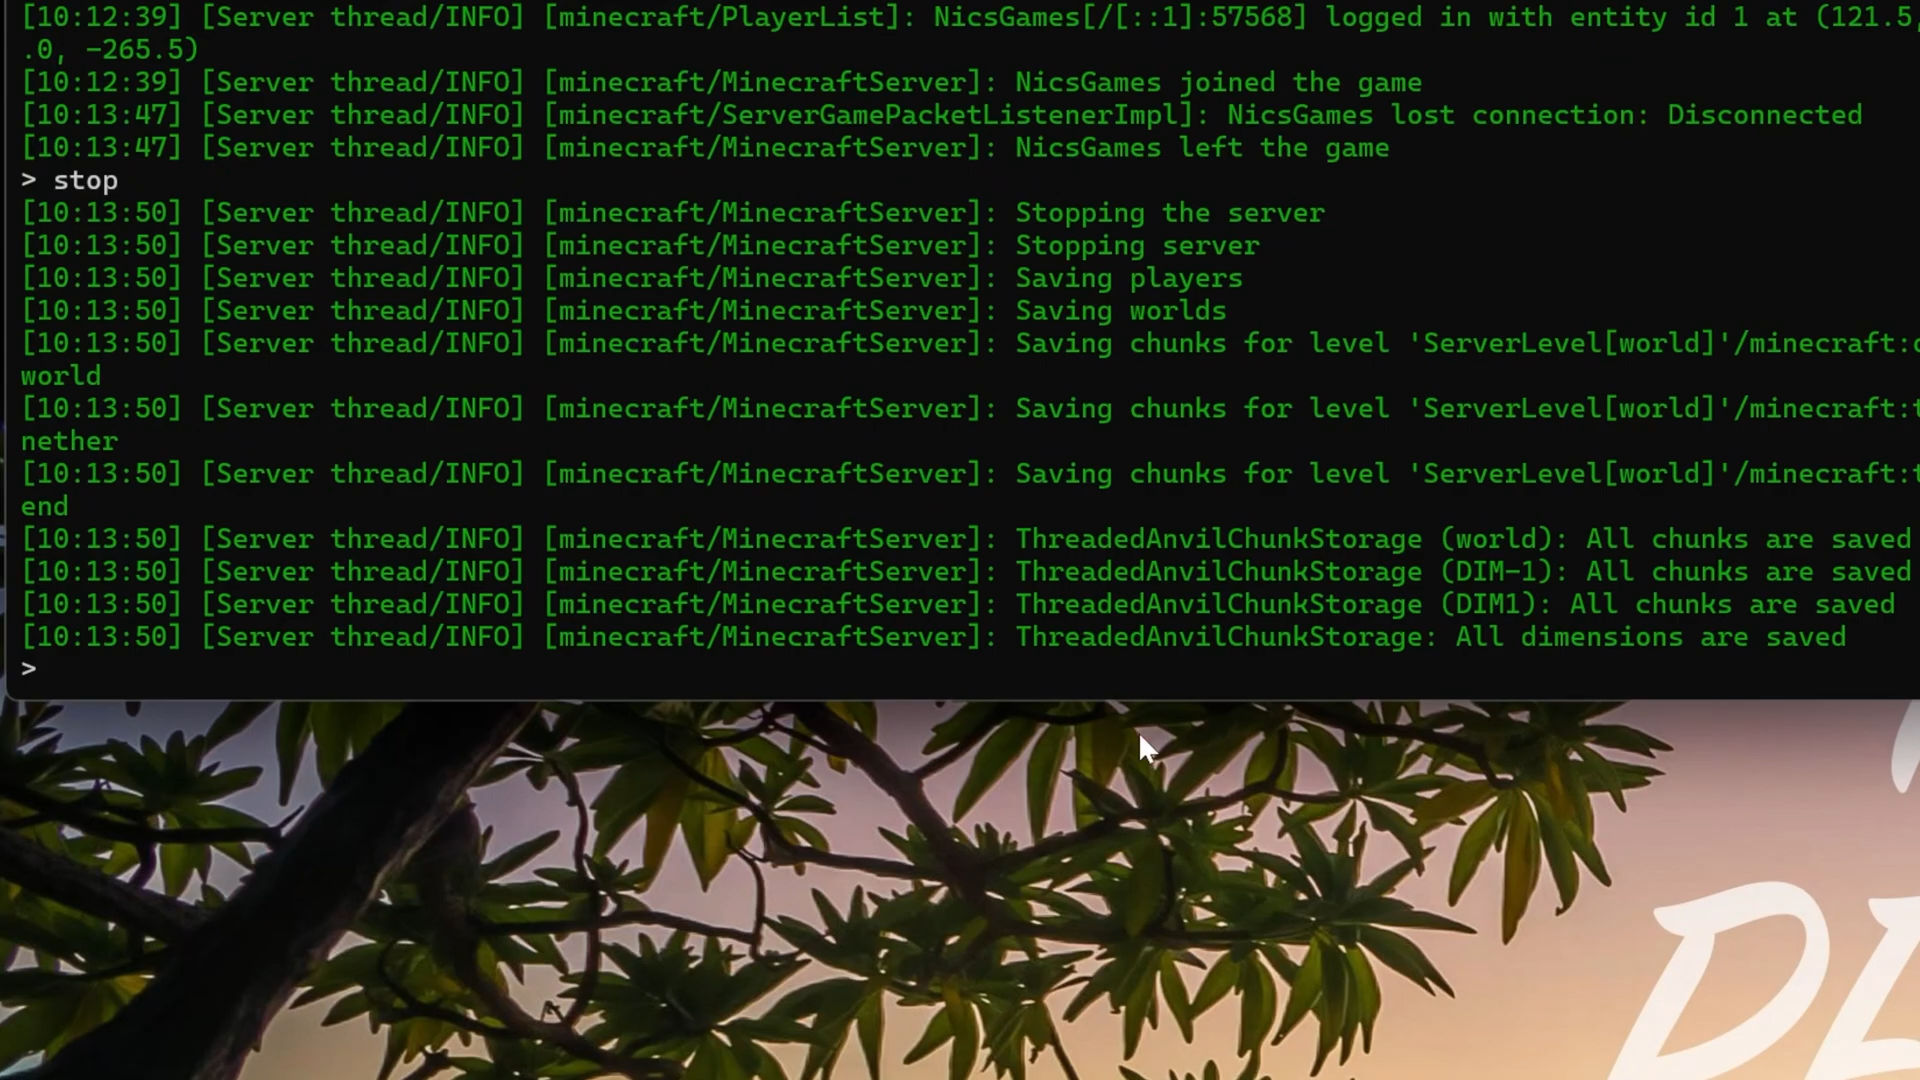 [10:12:39] [Server thread/INFO] [minecraft/PlayerList]: NicsGames[/[::1]:57568] logged in with entity id 1 at (121.5,
.0, -265.5)
[10:12:39] [Server thread/INFO] [minecraft/MinecraftServer]: NicsGames joined the game
[10:13:47] [Server thread/INFO] [minecraft/ServerGamePacketListenerImpl]: NicsGames lost connection: Disconnected
[10:13:47] [Server thread/INFO] [minecraft/MinecraftServer]: NicsGames left the game
> stop
[10:13:50] [Server thread/INFO] [minecraft/MinecraftServer]: Stopping the server
[10:13:50] [Server thread/INFO] [minecraft/MinecraftServer]: Stopping server
[10:13:50] [Server thread/INFO] [minecraft/MinecraftServer]: Saving players
[10:13:50] [Server thread/INFO] [minecraft/MinecraftServer]: Saving worlds
[10:13:50] [Server thread/INFO] [minecraft/MinecraftServer]: Saving chunks for level 'ServerLevel[world]'/minecraft:
world
[10:13:50] [Server thread/INFO] [minecraft/MinecraftServer]: Saving chunks for level 'ServerLevel[world]'/minecraft:
nether
[10:13:50] [Server thread/INFO] [minecraft/MinecraftServer]: Saving chunks for level 'ServerLevel[world]'/minecraft:
end
[10:13:50] [Server thread/INFO] [minecraft/MinecraftServer]: ThreadedAnvilChunkStorage (world): All chunks are saved
[10:13:50] [Server thread/INFO] [minecraft/MinecraftServer]: ThreadedAnvilChunkStorage (DIM-1): All chunks are saved
[10:13:50] [Server thread/INFO] [minecraft/MinecraftServer]: ThreadedAnvilChunkStorage (DIM1): All chunks are saved
[10:13:50] [Server thread/INFO] [minecraft/MinecraftServer]: ThreadedAnvilChunkStorage: All dimensions are saved
>